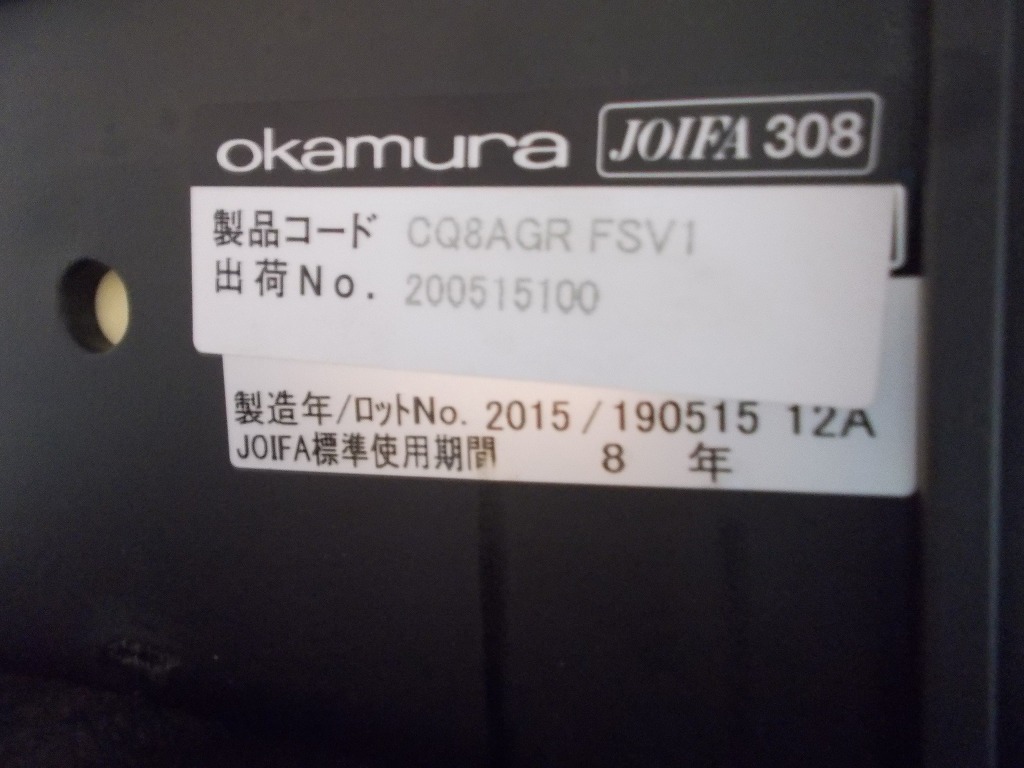 okamura JOIFA 308
製品コード CQ8AGR FSV1
出荷No. 200515100
製造年/ロットNo. 2015/190515 12A
JOIFA標準使用期間 8 年